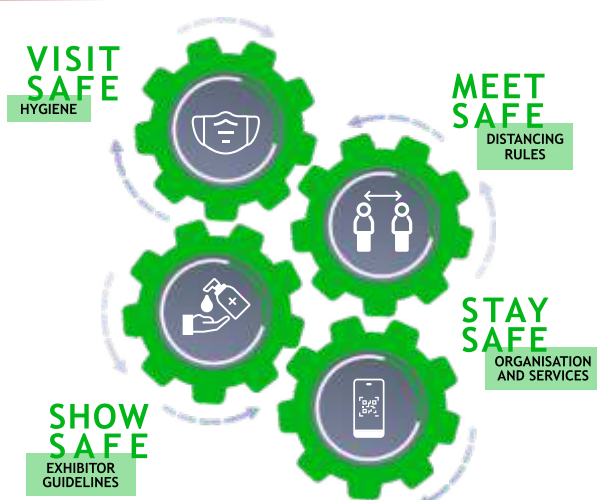 VISIT
SAFE
HYGIENE
MEET
SAFE
DISTANCING
RULES
STAY
SAFE
ORGANISATION
AND SERVICES
SHOW
SAFE
EXHIBITOR
GUIDELINES